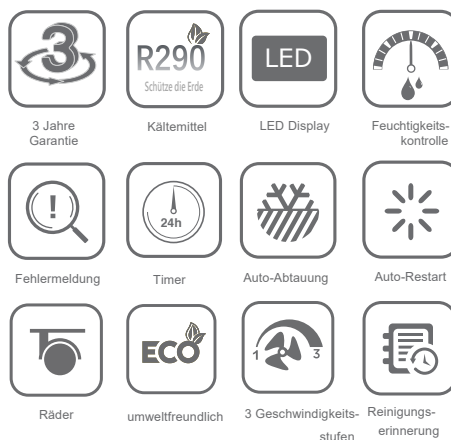 3
R290
Schütze die Erde
LED
3 Jahre
Garantie
Kältemittel
LED Display
Feuchtigkeits-
kontrolle
!
24h
Fehlermeldung
Timer
Auto-Abtauung
Auto-Restart
ECO
1 3
Räder
umweltfreundlich
3 Geschwindigkeits-
stufen
Reinigungs-
erinnerung